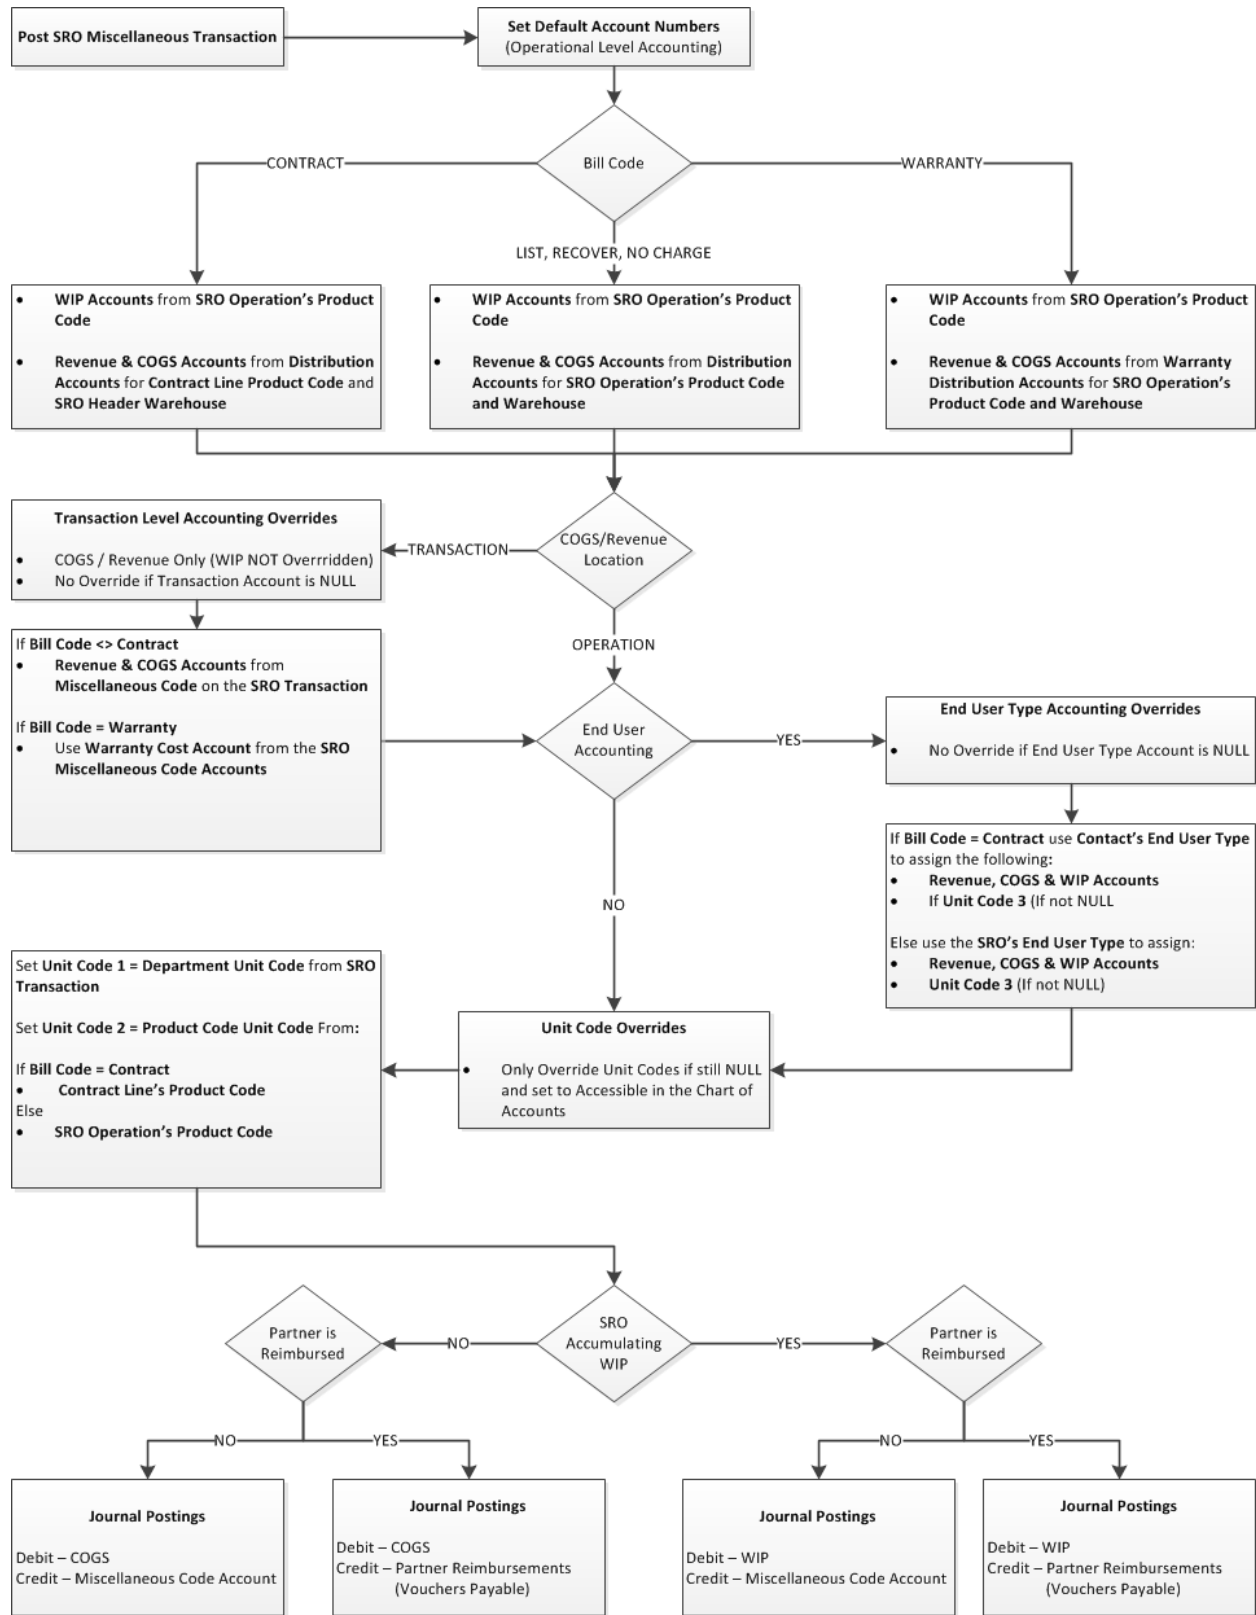 Post SRO Miscellaneous Transaction
Set Default Account Numbers
(Operational Level Accounting)
Bill Code
CONTRACT
WARRANTY
LIST, RECOVER, NO CHARGE
• WIP Accounts from SRO Operation's Product
Code
• Revenue & COGS Accounts from Distribution
Accounts for Contract Line Product Code and
SRO Header Warehouse
• WIP Accounts from SRO Operation's Product
Code
• Revenue & COGS Accounts from Distribution
Accounts for SRO Operation's Product Code
and Warehouse
• WIP Accounts from SRO Operation's Product
Code
• Revenue & COGS Accounts from Warranty
Distribution Accounts for SRO Operation's
Product Code and Warehouse
COGS/Revenue
Location
TRANSACTION
OPERATION
Transaction Level Accounting Overrides
• COGS / Revenue Only (WIP NOT Overrridden)
• No Override if Transaction Account is NULL
If Bill Code <> Contract
• Revenue & COGS Accounts from
Miscellaneous Code on the SRO Transaction
If Bill Code = Warranty
• Use Warranty Cost Account from the SRO
Miscellaneous Code Accounts
End User
Accounting
YES
NO
End User Type Accounting Overrides
• No Override if End User Type Account is NULL
If Bill Code = Contract use Contact's End User Type
to assign the following:
• Revenue, COGS & WIP Accounts
• If Unit Code 3 (If not NULL
Else use the SRO's End User Type to assign:
• Revenue, COGS & WIP Accounts
• Unit Code 3 (If not NULL)
Unit Code Overrides
• Only Override Unit Codes if still NULL
and set to Accessible in the Chart of
Accounts
Set Unit Code 1 = Department Unit Code from SRO
Transaction
Set Unit Code 2 = Product Code Unit Code From:
If Bill Code = Contract
• Contract Line's Product Code
Else
• SRO Operation's Product Code
SRO
Accumulating
WIP
NO
YES
Partner is
Reimbursed
Partner is
Reimbursed
NO
YES
NO
YES
Journal Postings
Debit – COGS
Credit – Miscellaneous Code Account
Journal Postings
Debit – COGS
Credit – Partner Reimbursements
(Vouchers Payable)
Journal Postings
Debit – WIP
Credit – Miscellaneous Code Account
Journal Postings
Debit – WIP
Credit – Partner Reimbursements
(Vouchers Payable)